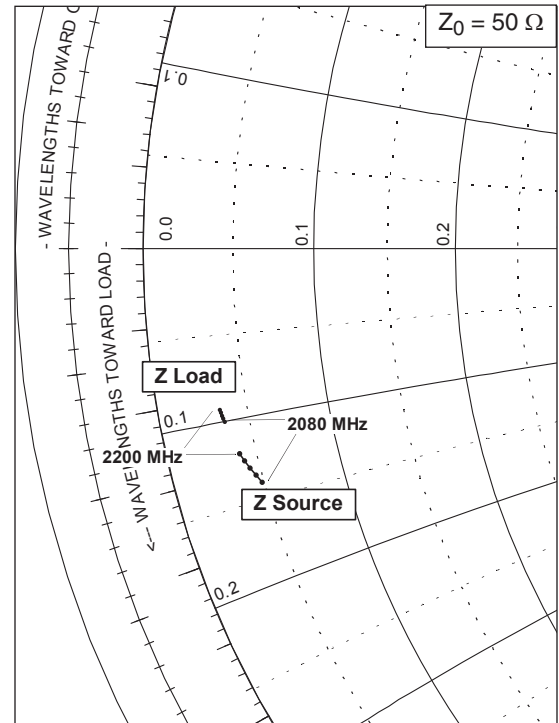 Z₀ = 50 Ω
- WAVELENGTHS TOWARD G
0.1
0.0
0.1
0.2
<--- WAVELENGTHS TOWARD LOAD -
Z Load
0.1
2080 MHz
2200 MHz
Z Source
0.2